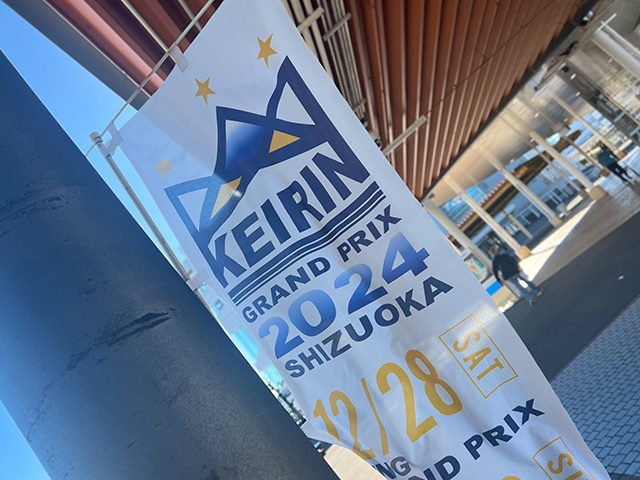 KEIRIN
GRAND PRIX
2024
SHIZUOKA
12/28
SAT
GRAND PRIX